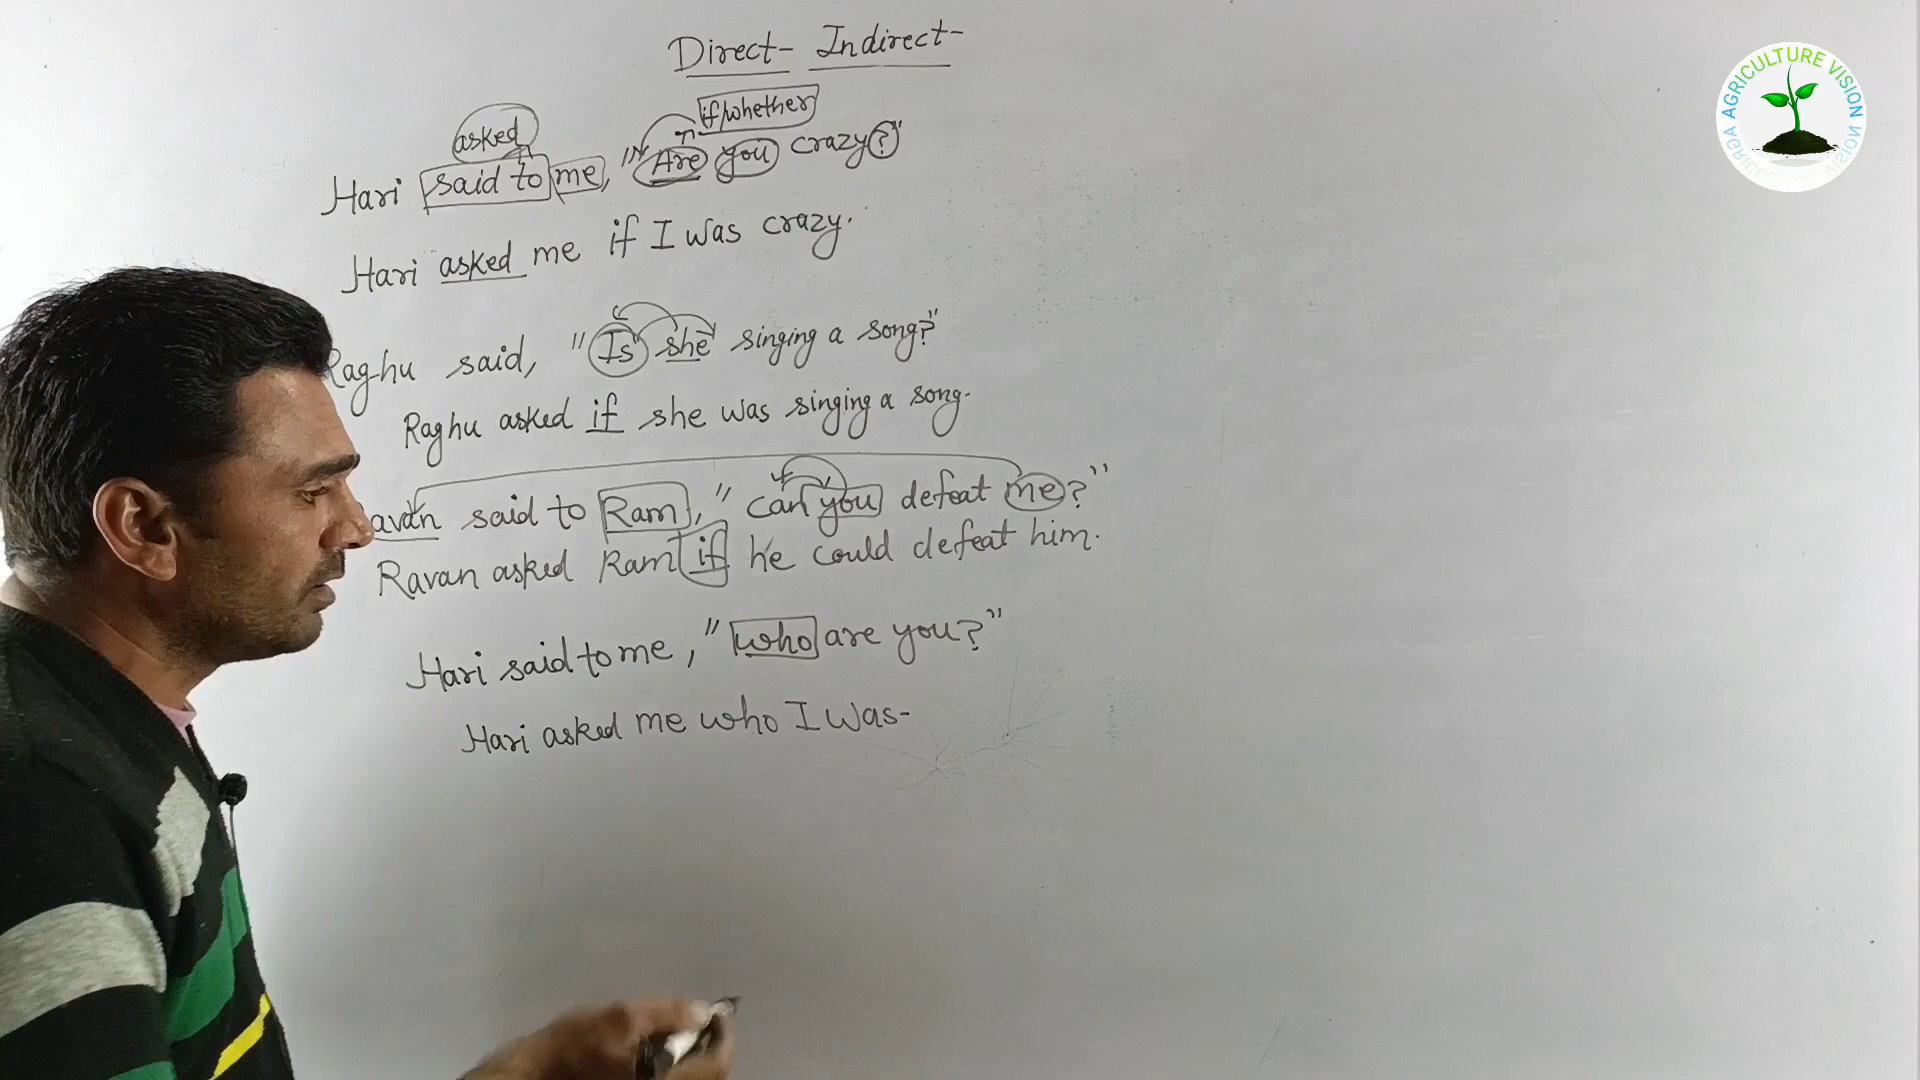 Direct- Indirect-
if/whether
asked
Hari said to me, "Are you crazy?"
Hari asked me if I was crazy.
Raghu said, "Is she singing a song?"
Raghu asked if she was singing a song.
avan said to Ram, "can you defeat me?"
Ravan asked Ram if he could defeat him.
Hari said to me, "who are you?"
Hari asked me who I was-
AGRICULTURE VISION
AGRICULTURE VISION